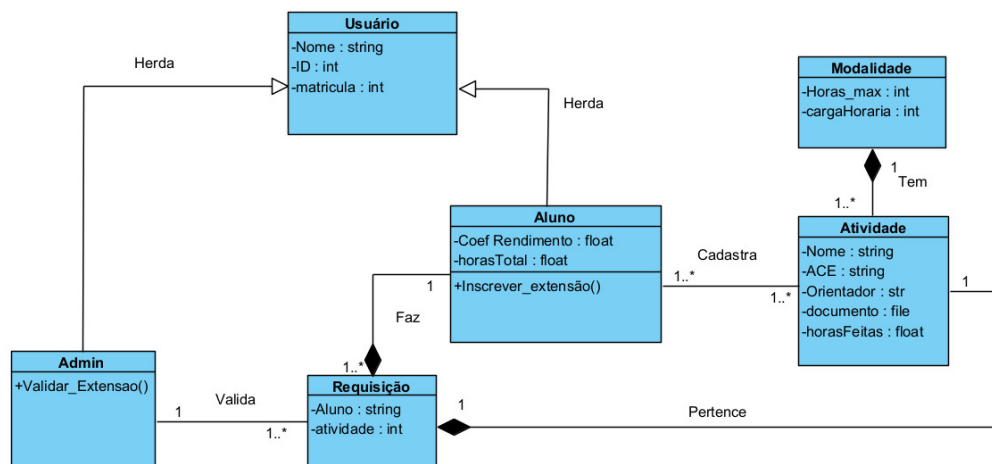 Usuário
-Nome : string
-ID : int
-matricula : int
Herda
Herda
Modalidade
-Horas_max : int
-cargaHoraria : int
1
Tem
1..*
Aluno
-Coef Rendimento : float
-horasTotal : float
+Inscrever_extensão()
Cadastra
1..*
1..*
Atividade
-Nome : string
-ACE : string
-Orientador : str
-documento : file
-horasFeitas : float
1
1
Faz
1..*
Admin
+Validar_Extensao()
1
Valida
1..*
Requisição
-Aluno : string
-atividade : int
1
Pertence